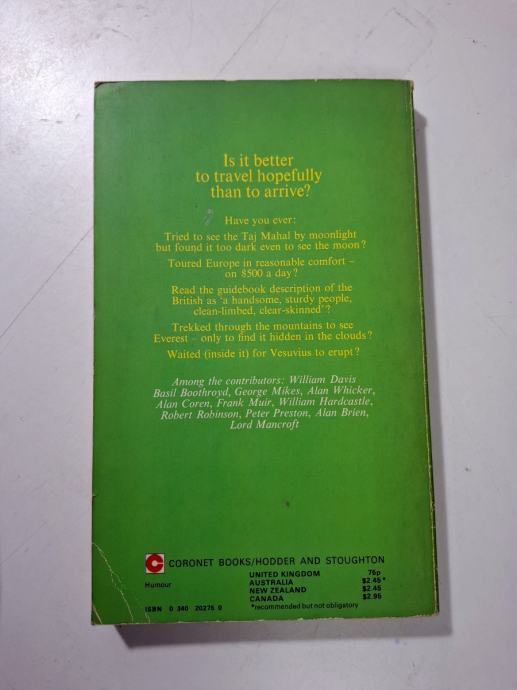 Is it better
to travel hopefully
than to arrive?
Have you ever:
Tried to see the Taj Mahal by moonlight
but found it too dark even to see the moon?
Toured Europe in reasonable comfort –
on 8500 a day?
Read the guidebook description of the
British as 'a handsome, sturdy people,
clean-limbed, clear-skinned'?
Trekked through the mountains to see
Everest – only to find it hidden in the clouds?
Waited (inside it) for Vesuvius to erupt?
Among the contributors: William Davis
Basil Boothroyd, George Mikes, Alan Whicker,
Alan Coren, Frank Muir, William Hardcastle,
Robert Robinson, Peter Preston, Alan Brien,
Lord Mancroft
CORONET BOOKS/HODDER AND STOUGHTON
UNITED KINGDOM 75p
Humour AUSTRALIA $2.45*
NEW ZEALAND $2.45
CANADA $2.95
ISBN 0 340 20275 0 *recommended but not obligatory